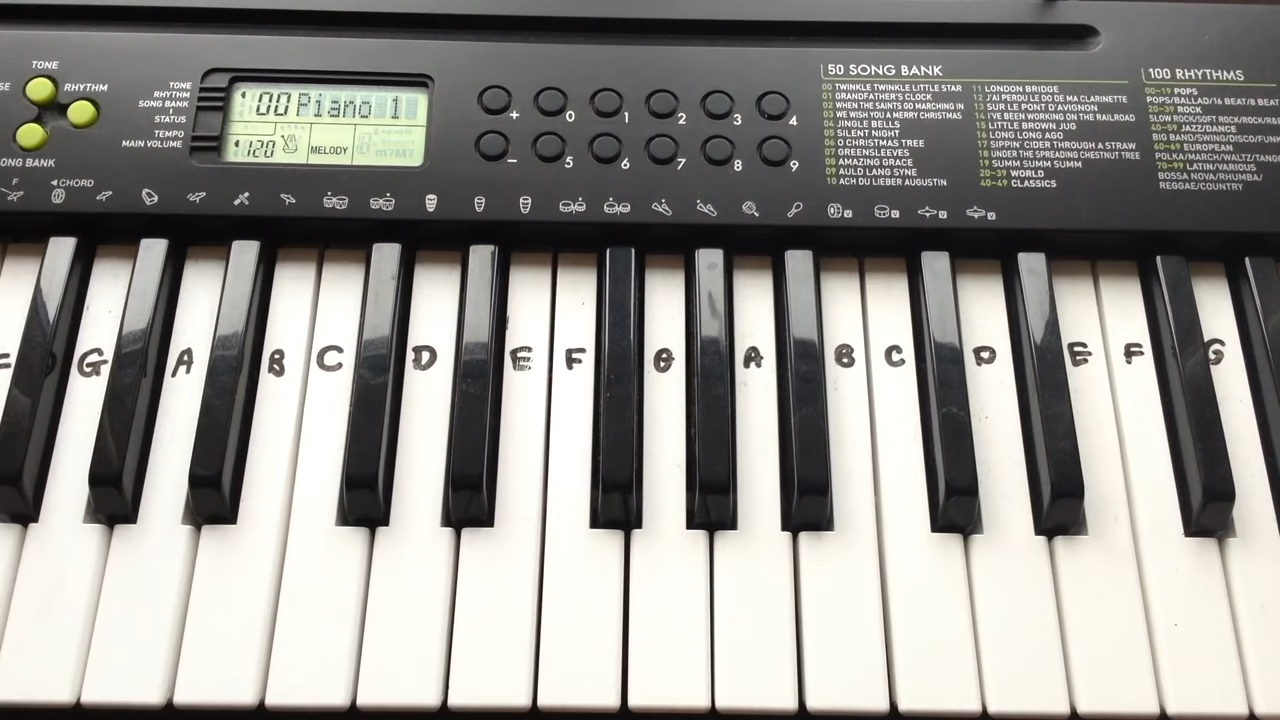 TONE
RHYTHM
SONG BANK
TONE
RHYTHM
SONG BANK
STATUS
TEMPO
MAIN VOLUME
00 Piano 1
120
MELODY
m7M7
+ 0 1 2 3 4
- 5 6 7 8 9
F
◀CHORD
50 SONG BANK
00 TWINKLE TWINKLE LITTLE STAR
01 GRANDFATHER'S CLOCK
02 WHEN THE SAINTS GO MARCHING IN
03 WE WISH YOU A MERRY CHRISTMAS
04 JINGLE BELLS
05 SILENT NIGHT
06 O CHRISTMAS TREE
07 GREENSLEEVES
08 AMAZING GRACE
09 AULD LANG SYNE
10 ACH DU LIEBER AUGUSTIN
11 LONDON BRIDGE
12 J'AI PERDU LE DO DE MA CLARINETTE
13 SUR LE PONT D'AVIGNON
14 I'VE BEEN WORKING ON THE RAILROAD
15 LITTLE BROWN JUG
16 LONG LONG AGO
17 SIPPIN' CIDER THROUGH A STRAW
18 UNDER THE SPREADING CHESTNUT TREE
19 SUMM SUMM SUMM
20-39 WORLD
40-49 CLASSICS
100 RHYTHMS
00-19 POPS
POPS/BALLAD/16 BEAT/8 BEAT
20-39 ROCK
SLOW ROCK/SOFT ROCK/ROCK/R&B
40-59 JAZZ/DANCE
BIG BAND/SWING/DISCO/FUNK
60-69 EUROPEAN
POLKA/MARCH/WALTZ/TANGO
70-99 LATIN/VARIOUS
BOSSA NOVA/RHUMBA/
REGGAE/COUNTRY
G A B C D E F G A B C D E F G